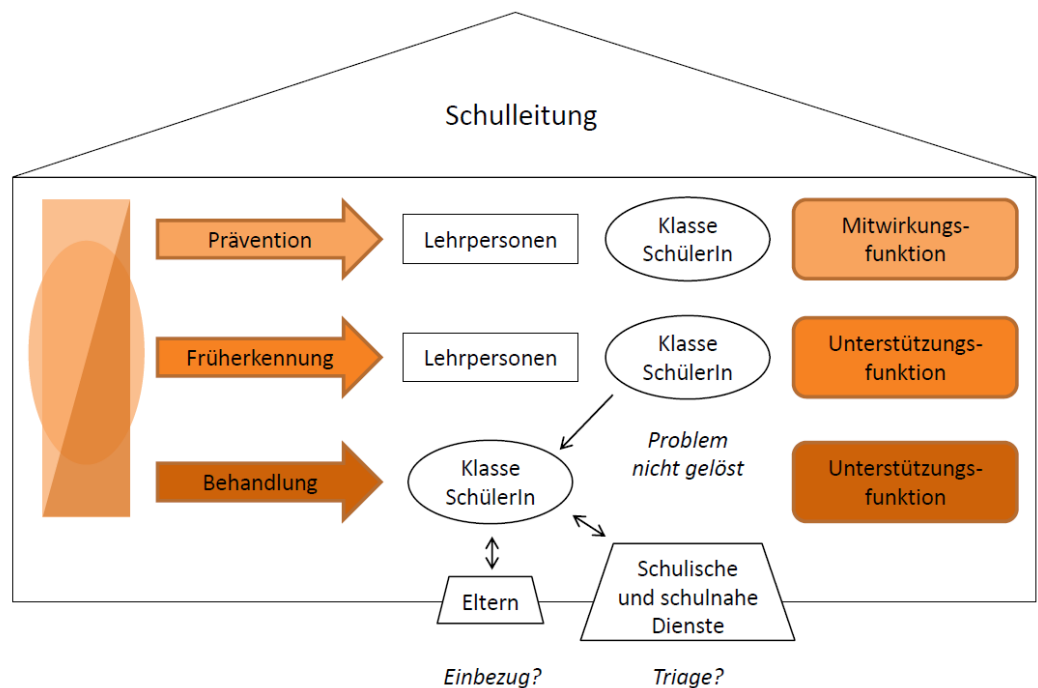 Schulleitung
Prävention
Lehrpersonen
Klasse
SchülerIn
Mitwirkungs-
funktion
Früherkennung
Lehrpersonen
Klasse
SchülerIn
Unterstützungs-
funktion
Problem
nicht gelöst
Behandlung
Klasse
SchülerIn
Unterstützungs-
funktion
Eltern
Schulische
und schulnahe
Dienste
Einbezug?
Triage?